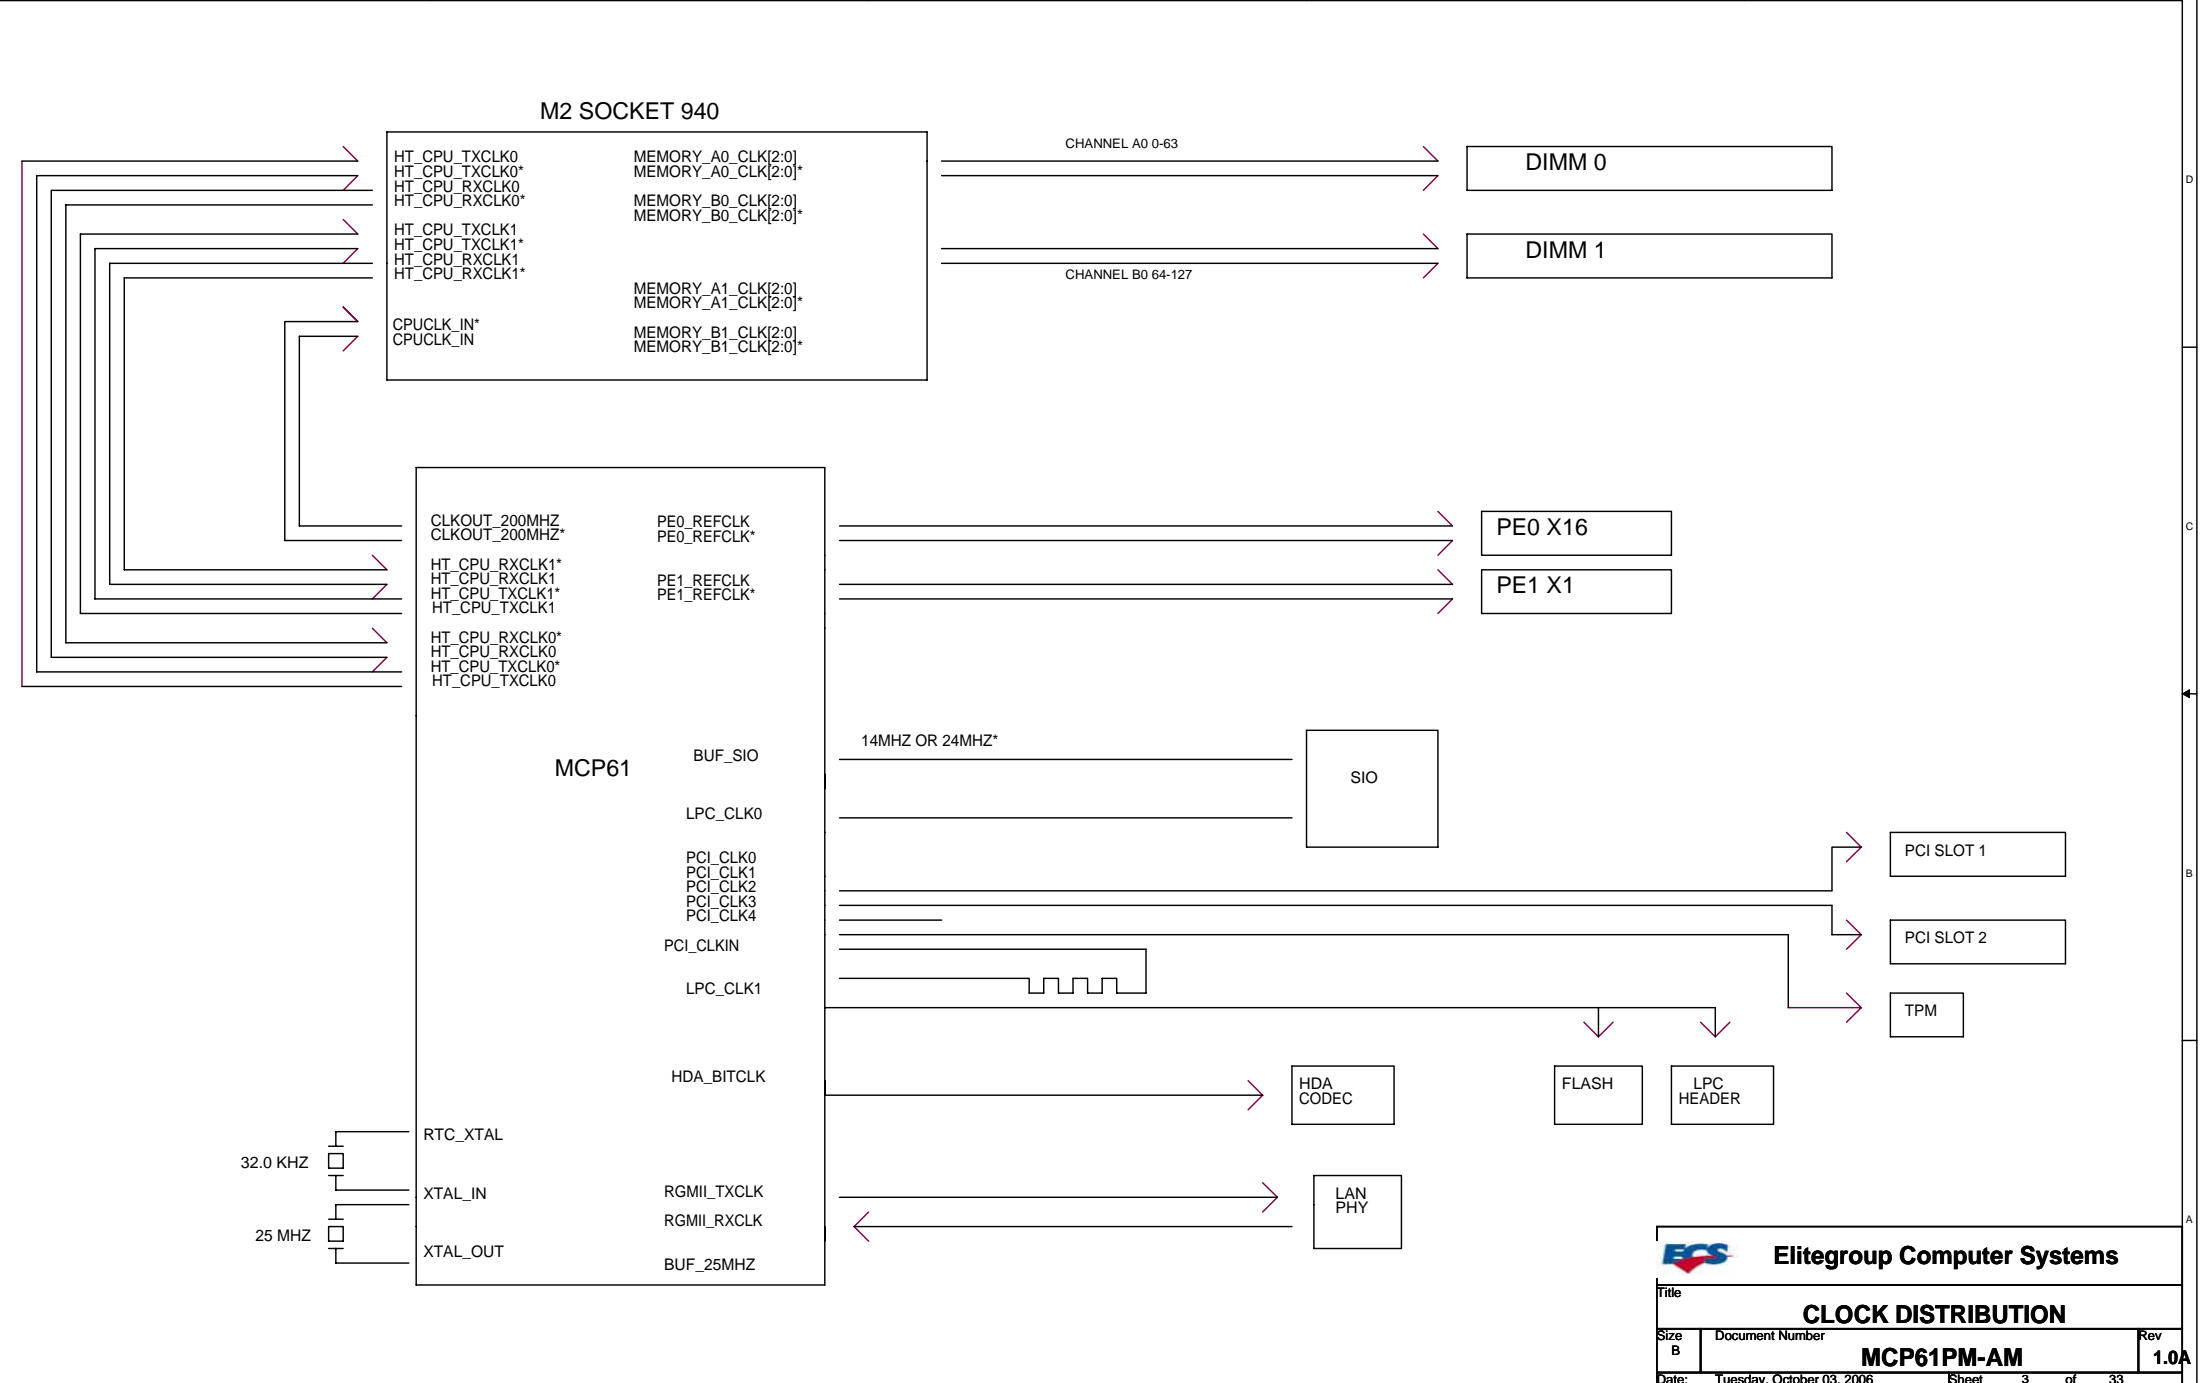 M2 SOCKET 940
HT_CPU_TXCLK0
HT_CPU_TXCLK0*
HT_CPU_RXCLK0
HT_CPU_RXCLK0*
HT_CPU_TXCLK1
HT_CPU_TXCLK1*
HT_CPU_RXCLK1
HT_CPU_RXCLK1*
CPUCLK_IN*
CPUCLK_IN
MEMORY_A0_CLK[2:0]
MEMORY_A0_CLK[2:0]*
MEMORY_B0_CLK[2:0]
MEMORY_B0_CLK[2:0]*
MEMORY_A1_CLK[2:0]
MEMORY_A1_CLK[2:0]*
MEMORY_B1_CLK[2:0]
MEMORY_B1_CLK[2:0]*
CHANNEL A0 0-63
CHANNEL B0 64-127
DIMM 0
DIMM 1
D
C
B
A
CLKOUT_200MHZ
CLKOUT_200MHZ*
HT_CPU_RXCLK1*
HT_CPU_RXCLK1
HT_CPU_TXCLK1*
HT_CPU_TXCLK1
HT_CPU_RXCLK0*
HT_CPU_RXCLK0
HT_CPU_TXCLK0*
HT_CPU_TXCLK0
PE0_REFCLK
PE0_REFCLK*
PE1_REFCLK
PE1_REFCLK*
PE0 X16
PE1 X1
MCP61
BUF_SIO
14MHZ OR 24MHZ*
SIO
LPC_CLK0
PCI_CLK0
PCI_CLK1
PCI_CLK2
PCI_CLK3
PCI_CLK4
PCI_CLKIN
LPC_CLK1
PCI SLOT 1
PCI SLOT 2
TPM
HDA_BITCLK
HDA
CODEC
FLASH
LPC
HEADER
RTC_XTAL
32.0 KHZ
XTAL_IN
25 MHZ
XTAL_OUT
RGMII_TXCLK
RGMII_RXCLK
BUF_25MHZ
LAN
PHY
ECS
Elitegroup Computer Systems
Title
CLOCK DISTRIBUTION
Size
B
Document Number
MCP61PM-AM
Rev
1.0A
Date: Tuesday, October 03, 2006 Sheet 3 of 33